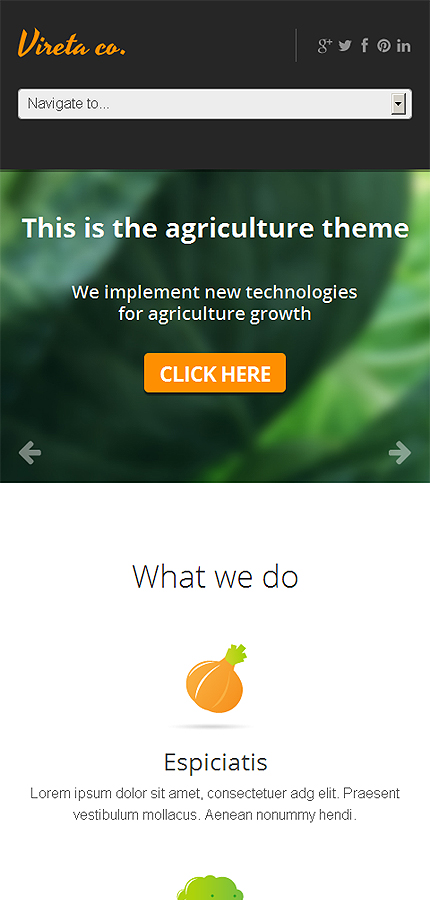 Vireta co.
Navigate to...
This is the agriculture theme
We implement new technologies
for agriculture growth
CLICK HERE
What we do
Espiciatis
Lorem ipsum dolor sit amet, consectetuer adg elit. Praesent
vestibulum mollacus. Aenean nonummy hendi.